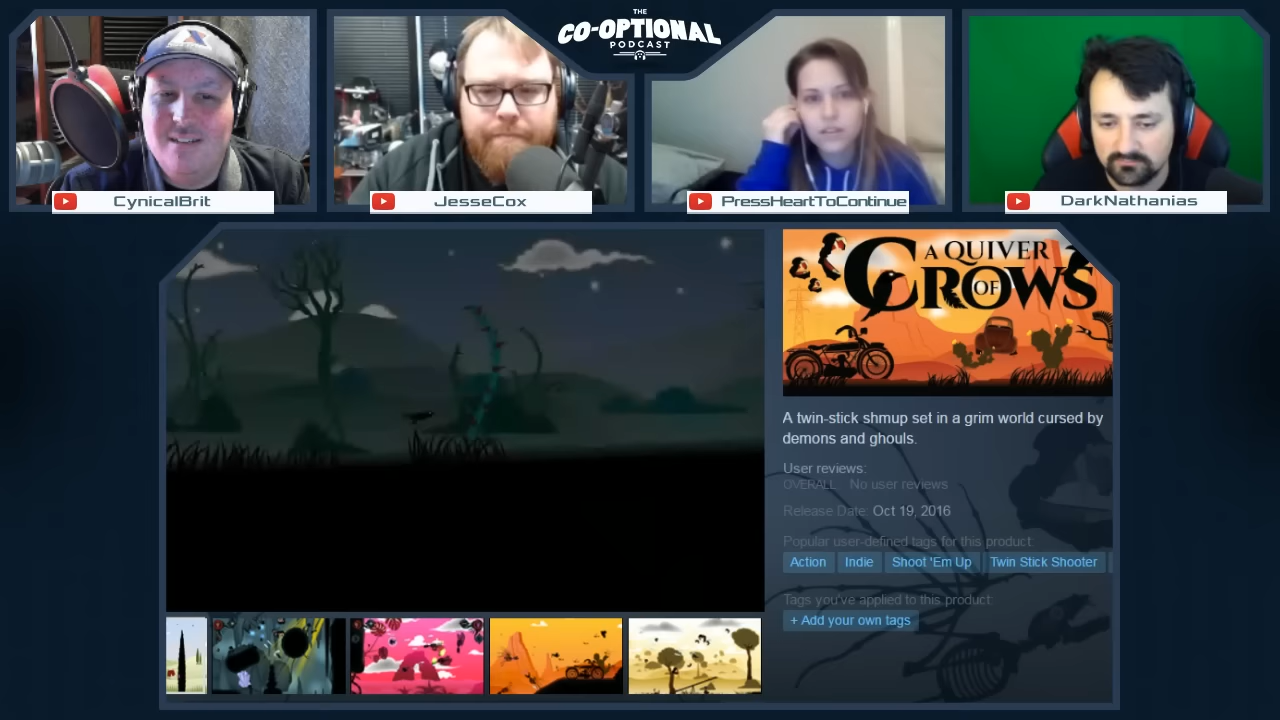 THE
CO-OPTIONAL
PODCAST
CYNICALBRIT
JESSECOX
PRESSHEARTTOCONTINUE
DARKNATHANIAS
A QUIVER
OF
CROWS
A twin-stick shmup set in a grim world cursed by
demons and ghouls.
User reviews:
OVERALL No user reviews
Release Date: Oct 19, 2016
Popular user-defined tags for this product:
Action Indie Shoot 'Em Up Twin Stick Shooter
Tags you've applied to this product:
+ Add your own tags